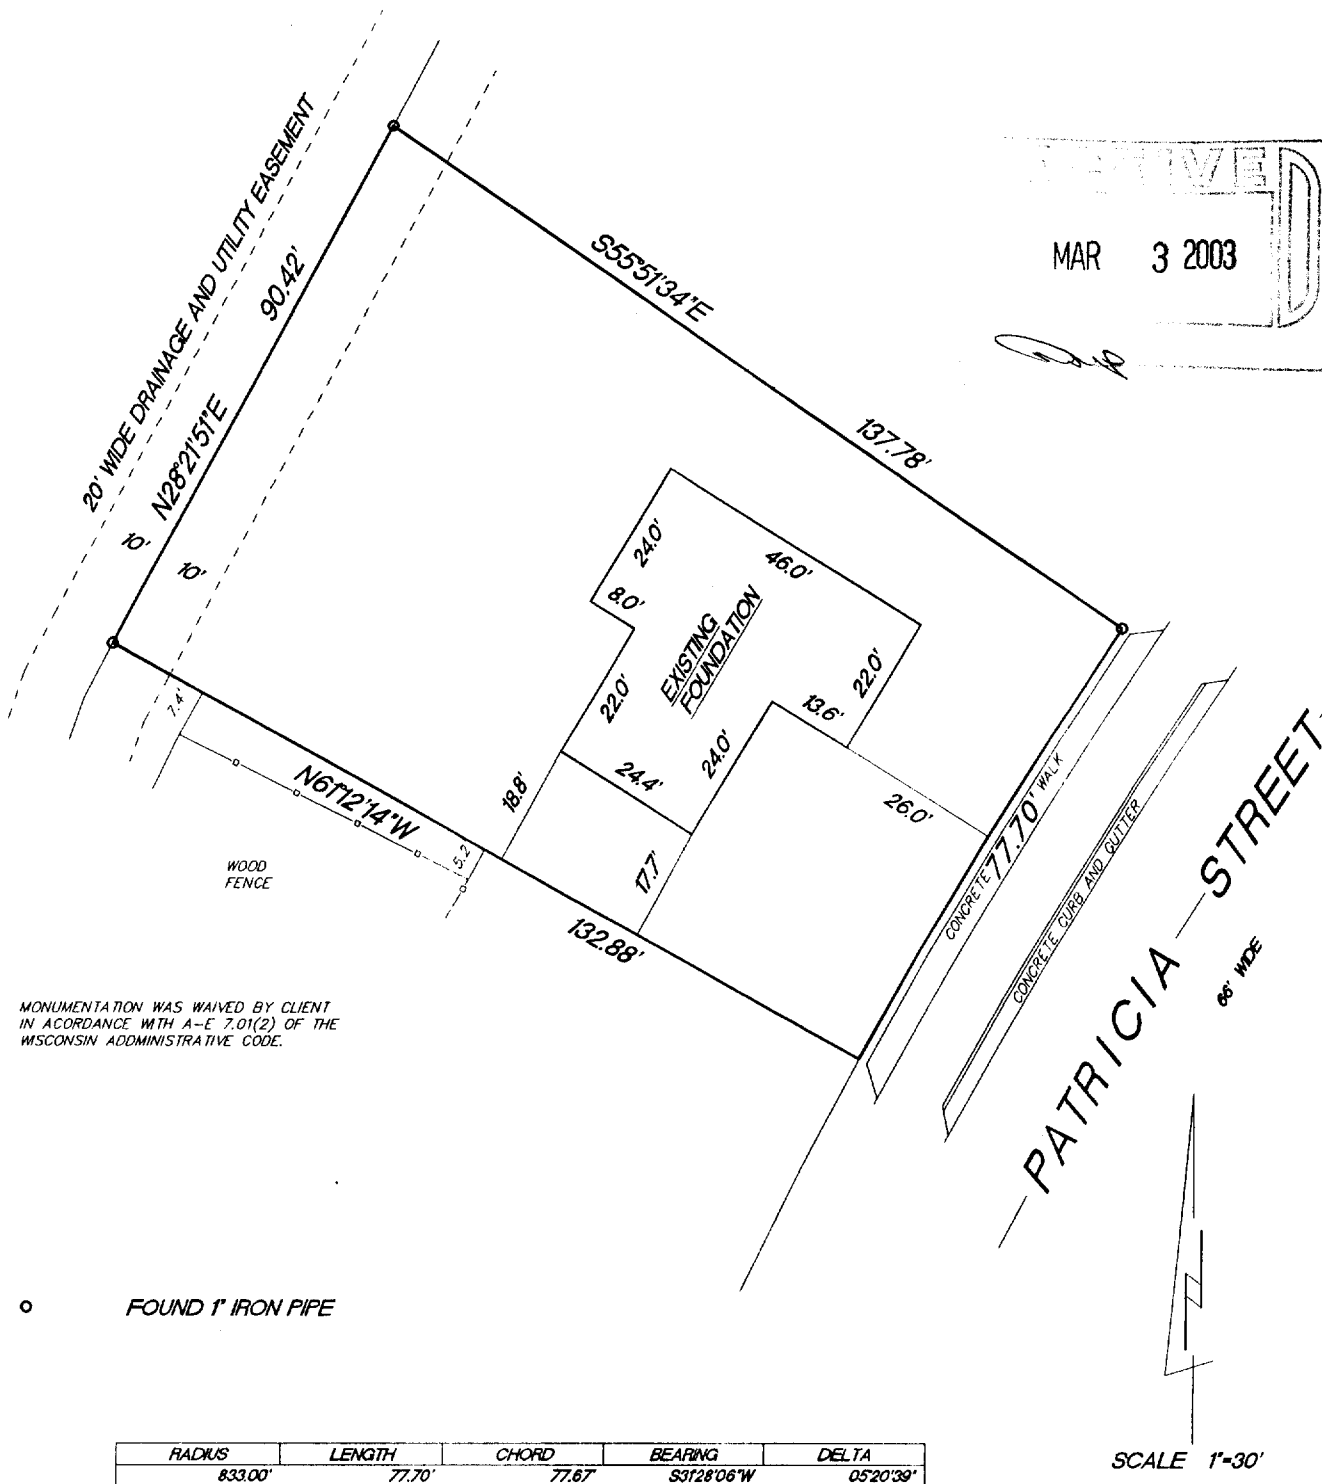 20' WIDE DRAINAGE AND UTILITY EASEMENT
N28°21'51"E
90.42'
10'
10'
S55°51'34"E
137.78'
MAR 3 2003
24.0'
46.0'
8.0'
EXISTING
FOUNDATION
22.0'
22.0'
13.6'
24.0'
24.4'
26.0'
18.8'
17.7'
7.4'
5.2
N61°12'14"W
132.88'
WOOD
FENCE
CONCRETE WALK
77.70'
CONCRETE CURB AND GUTTER
PATRICIA STREET
66' WIDE
MONUMENTATION WAS WAIVED BY CLIENT
IN ACORDANCE WITH A-E 7.01(2) OF THE
WISCONSIN ADDMINISTRATIVE CODE.
FOUND 1" IRON PIPE
RADIUS LENGTH CHORD BEARING DELTA
833.00' 77.70' 77.67' S31°28'06"W 05°20'39"
SCALE 1"=30'